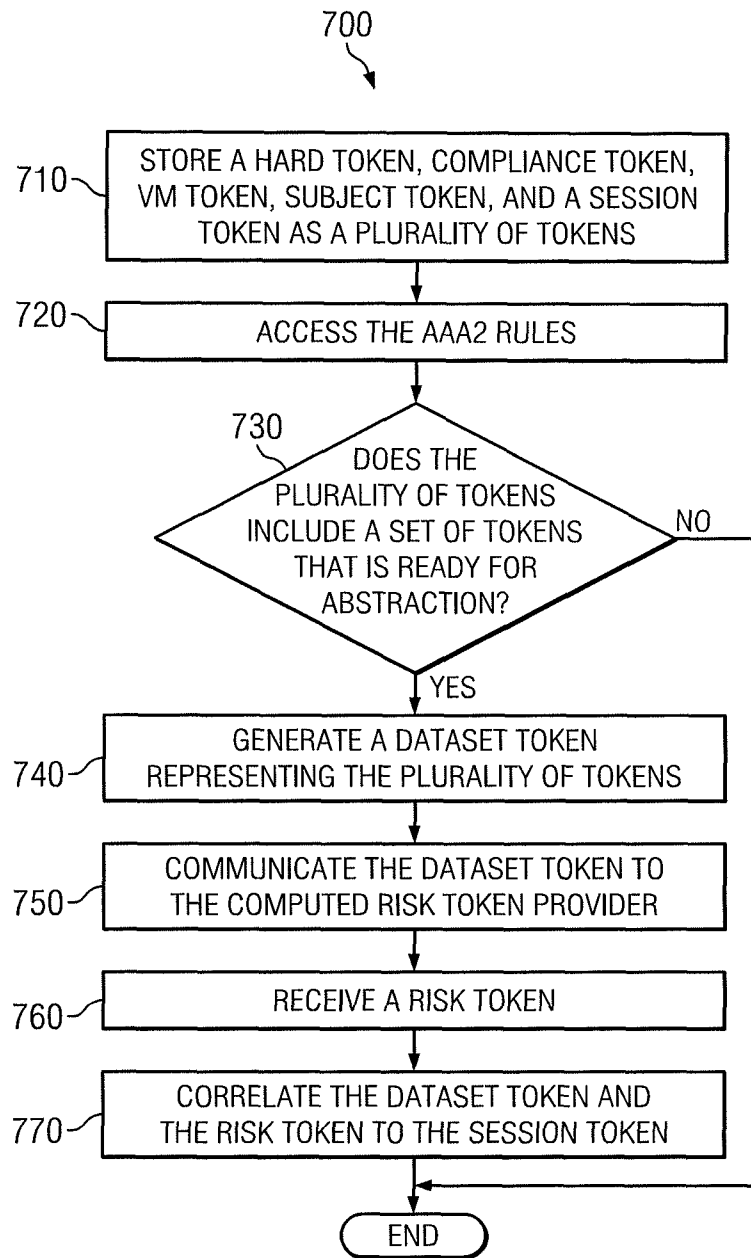 700
710
STORE A HARD TOKEN, COMPLIANCE TOKEN,
VM TOKEN, SUBJECT TOKEN, AND A SESSION
TOKEN AS A PLURALITY OF TOKENS
720
ACCESS THE AAA2 RULES
730
DOES THE
PLURALITY OF TOKENS
INCLUDE A SET OF TOKENS
THAT IS READY FOR
ABSTRACTION?
NO
YES
740
GENERATE A DATASET TOKEN
REPRESENTING THE PLURALITY OF TOKENS
750
COMMUNICATE THE DATASET TOKEN TO
THE COMPUTED RISK TOKEN PROVIDER
760
RECEIVE A RISK TOKEN
770
CORRELATE THE DATASET TOKEN AND
THE RISK TOKEN TO THE SESSION TOKEN
END